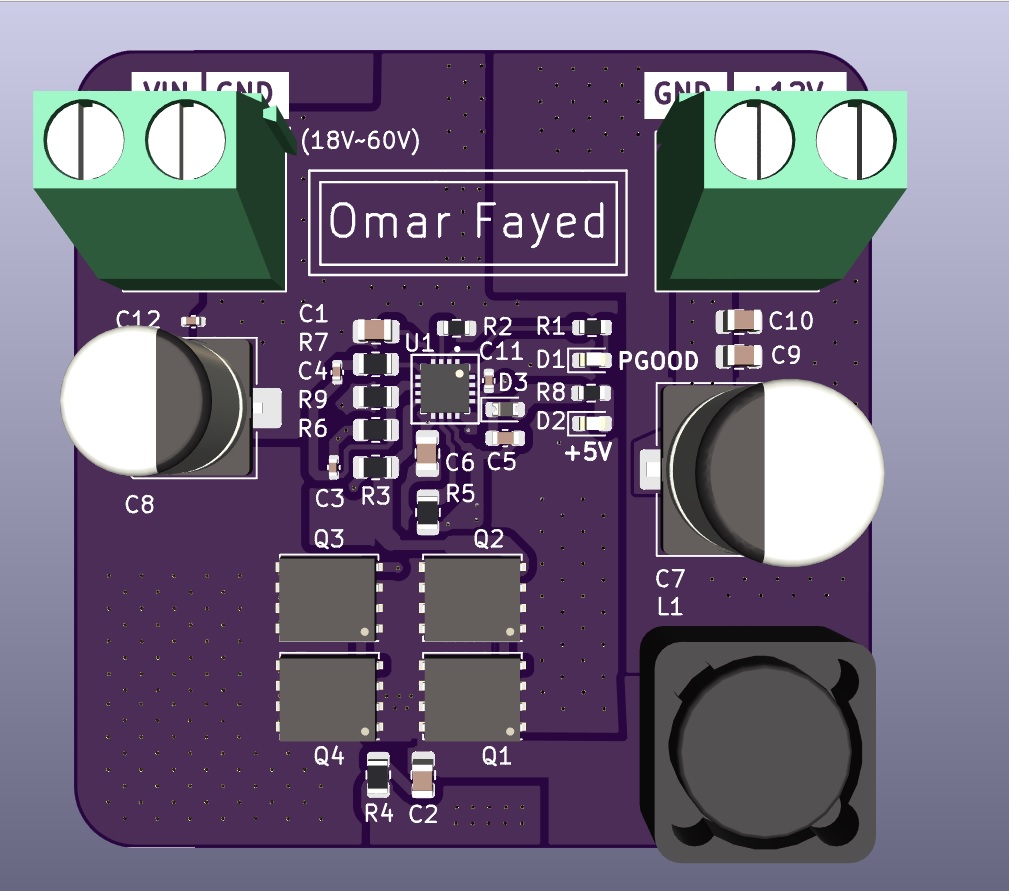 VIN GND
GND +12V
(18V~60V)
Omar Fayed
C12
C1
R7
C4
R9
R6
C3
R3
U1
R2
C11
D3
C5
C6
R5
R1
D1
PGOOD
R8
D2
+5V
C10
C9
C8
C7
L1
Q3
Q2
Q4
Q1
R4
C2